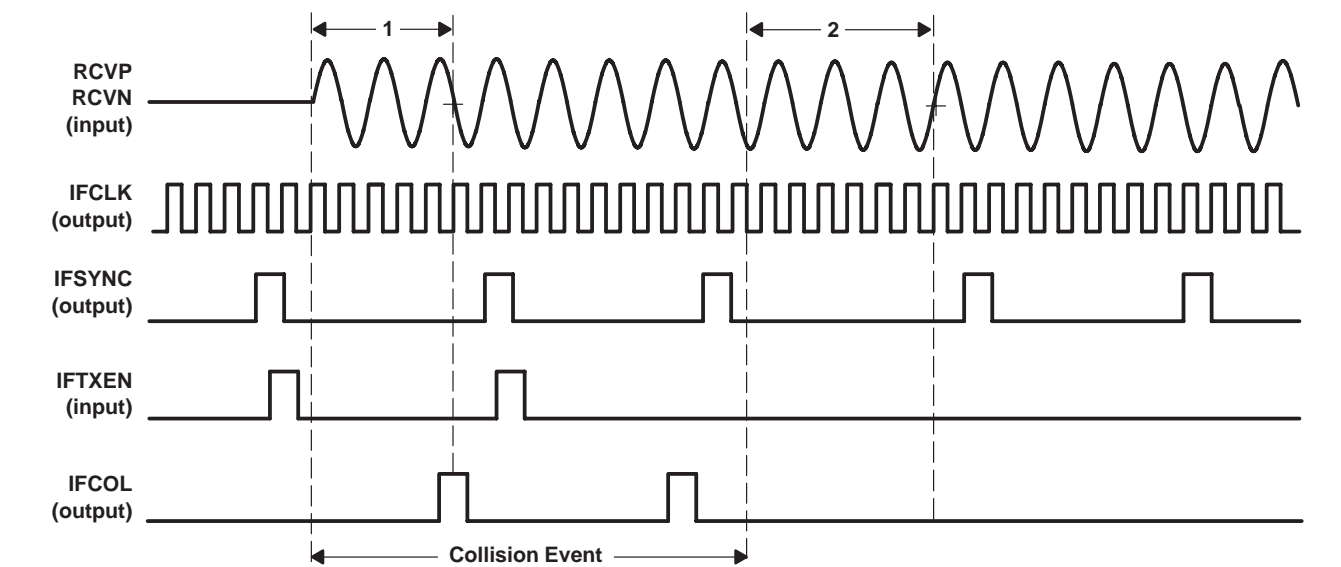 1
2
RCVP
RCVN
(input)
IFCLK
(output)
IFSYNC
(output)
IFTXEN
(input)
IFCOL
(output)
Collision Event